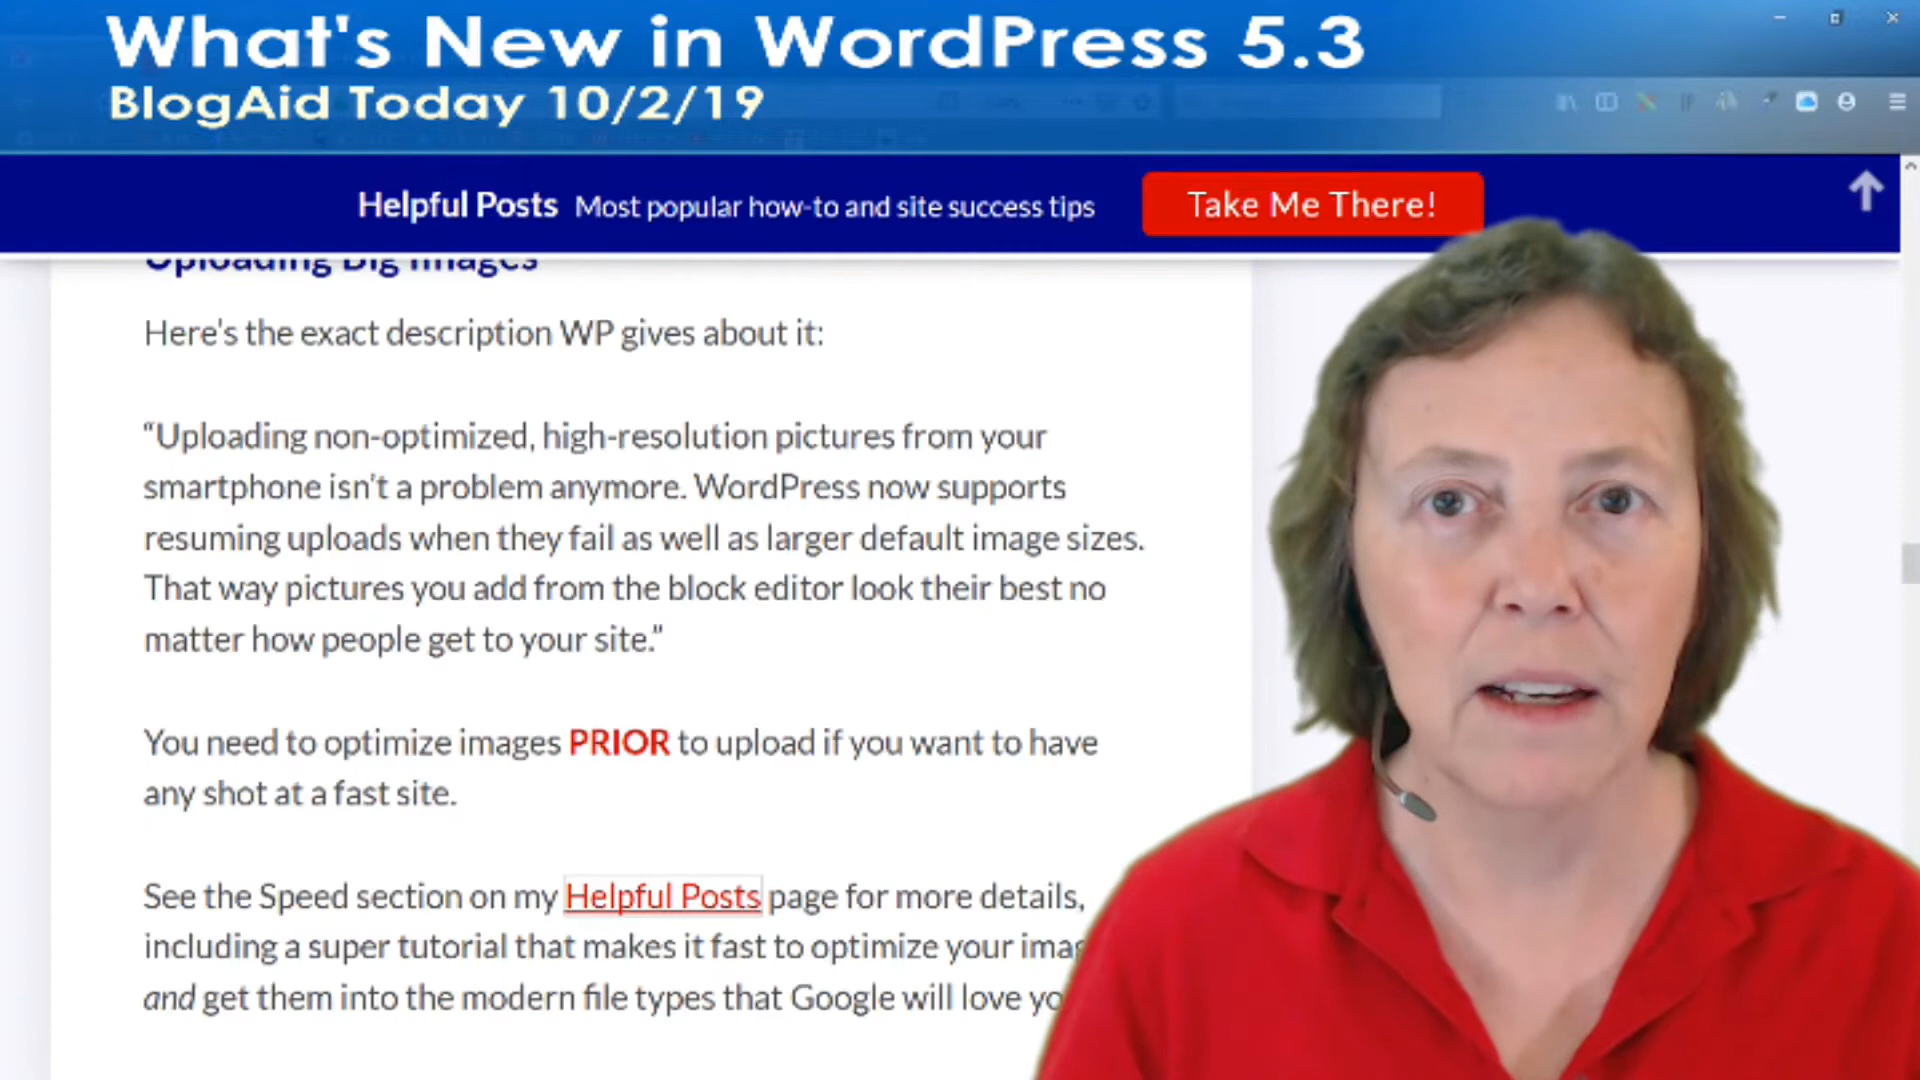 What's New in WordPress 5.3
BlogAid Today 10/2/19
Helpful Posts Most popular how-to and site success tips Take Me There!
Uploading Big Images
Here's the exact description WP gives about it:
“Uploading non-optimized, high-resolution pictures from your
smartphone isn't a problem anymore. WordPress now supports
resuming uploads when they fail as well as larger default image sizes.
That way pictures you add from the block editor look their best no
matter how people get to your site.”
You need to optimize images PRIOR to upload if you want to have
any shot at a fast site.
See the Speed section on my Helpful Posts page for more details,
including a super tutorial that makes it fast to optimize your
and get them into the modern file types that Google will love